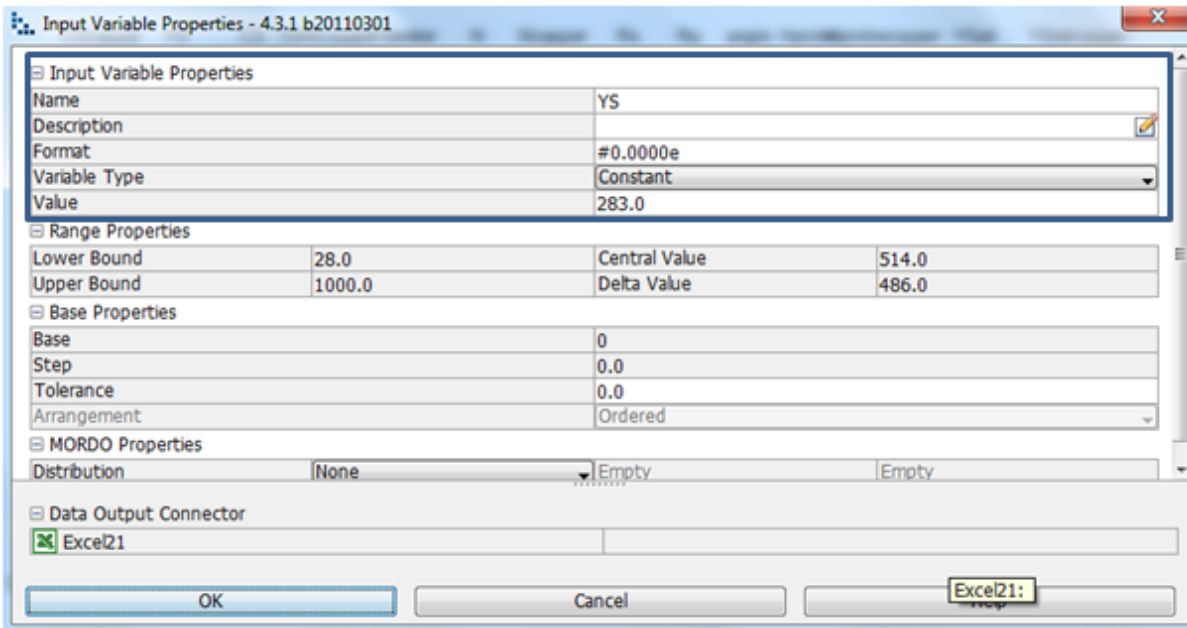 Input Variable Properties - 4.3.1 b20110301
Input Variable Properties
Name YS
Description
Format #0.0000e
Variable Type Constant
Value 283.0
Range Properties
Lower Bound 28.0 Central Value 514.0
Upper Bound 1000.0 Delta Value 486.0
Base Properties
Base 0
Step 0.0
Tolerance 0.0
Arrangement Ordered
MORDO Properties
Distribution None Empty Empty
Data Output Connector
Excel21
OK Cancel
Excel21: